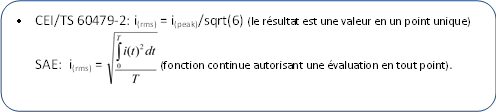 • CEI/TS 60479-2: i(rms) = i(peak)/sqrt(6) (le résultat est une valeur en un point unique)
SAE: i(rms) = √(∫₀ᵀ i(t)² dt / T) (fonction continue autorisant une évaluation en tout point).